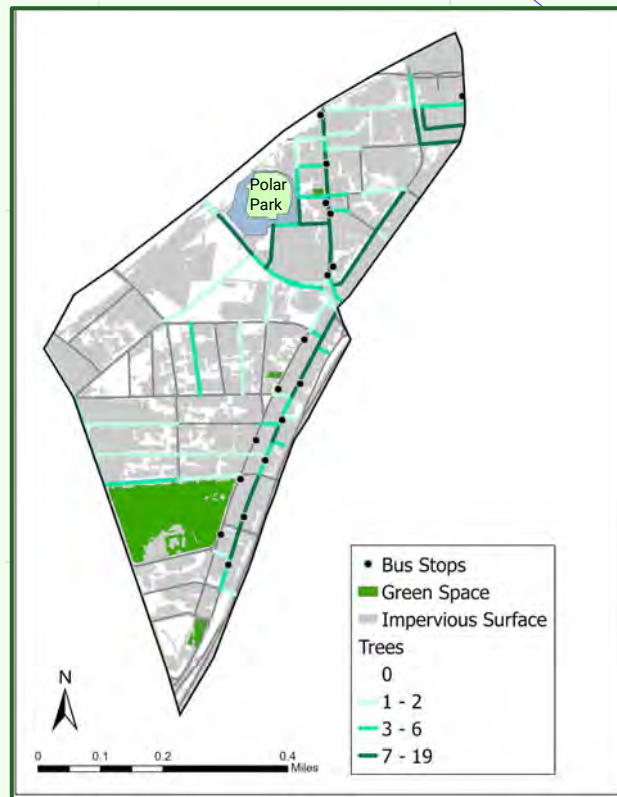 Polar
Park
Bus Stops
Green Space
Impervious Surface
Trees
0
1 - 2
3 - 6
7 - 19
N
0 0.1 0.2 0.4
Miles